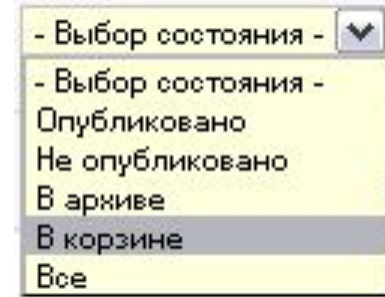 - Выбор состояния -
- Выбор состояния -
Опубликовано
Не опубликовано
В архиве
В корзине
Все